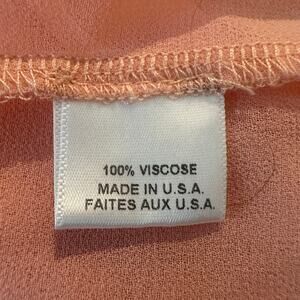 100% VISCOSE
MADE IN U.S.A.
FAITES AUX U.S.A.